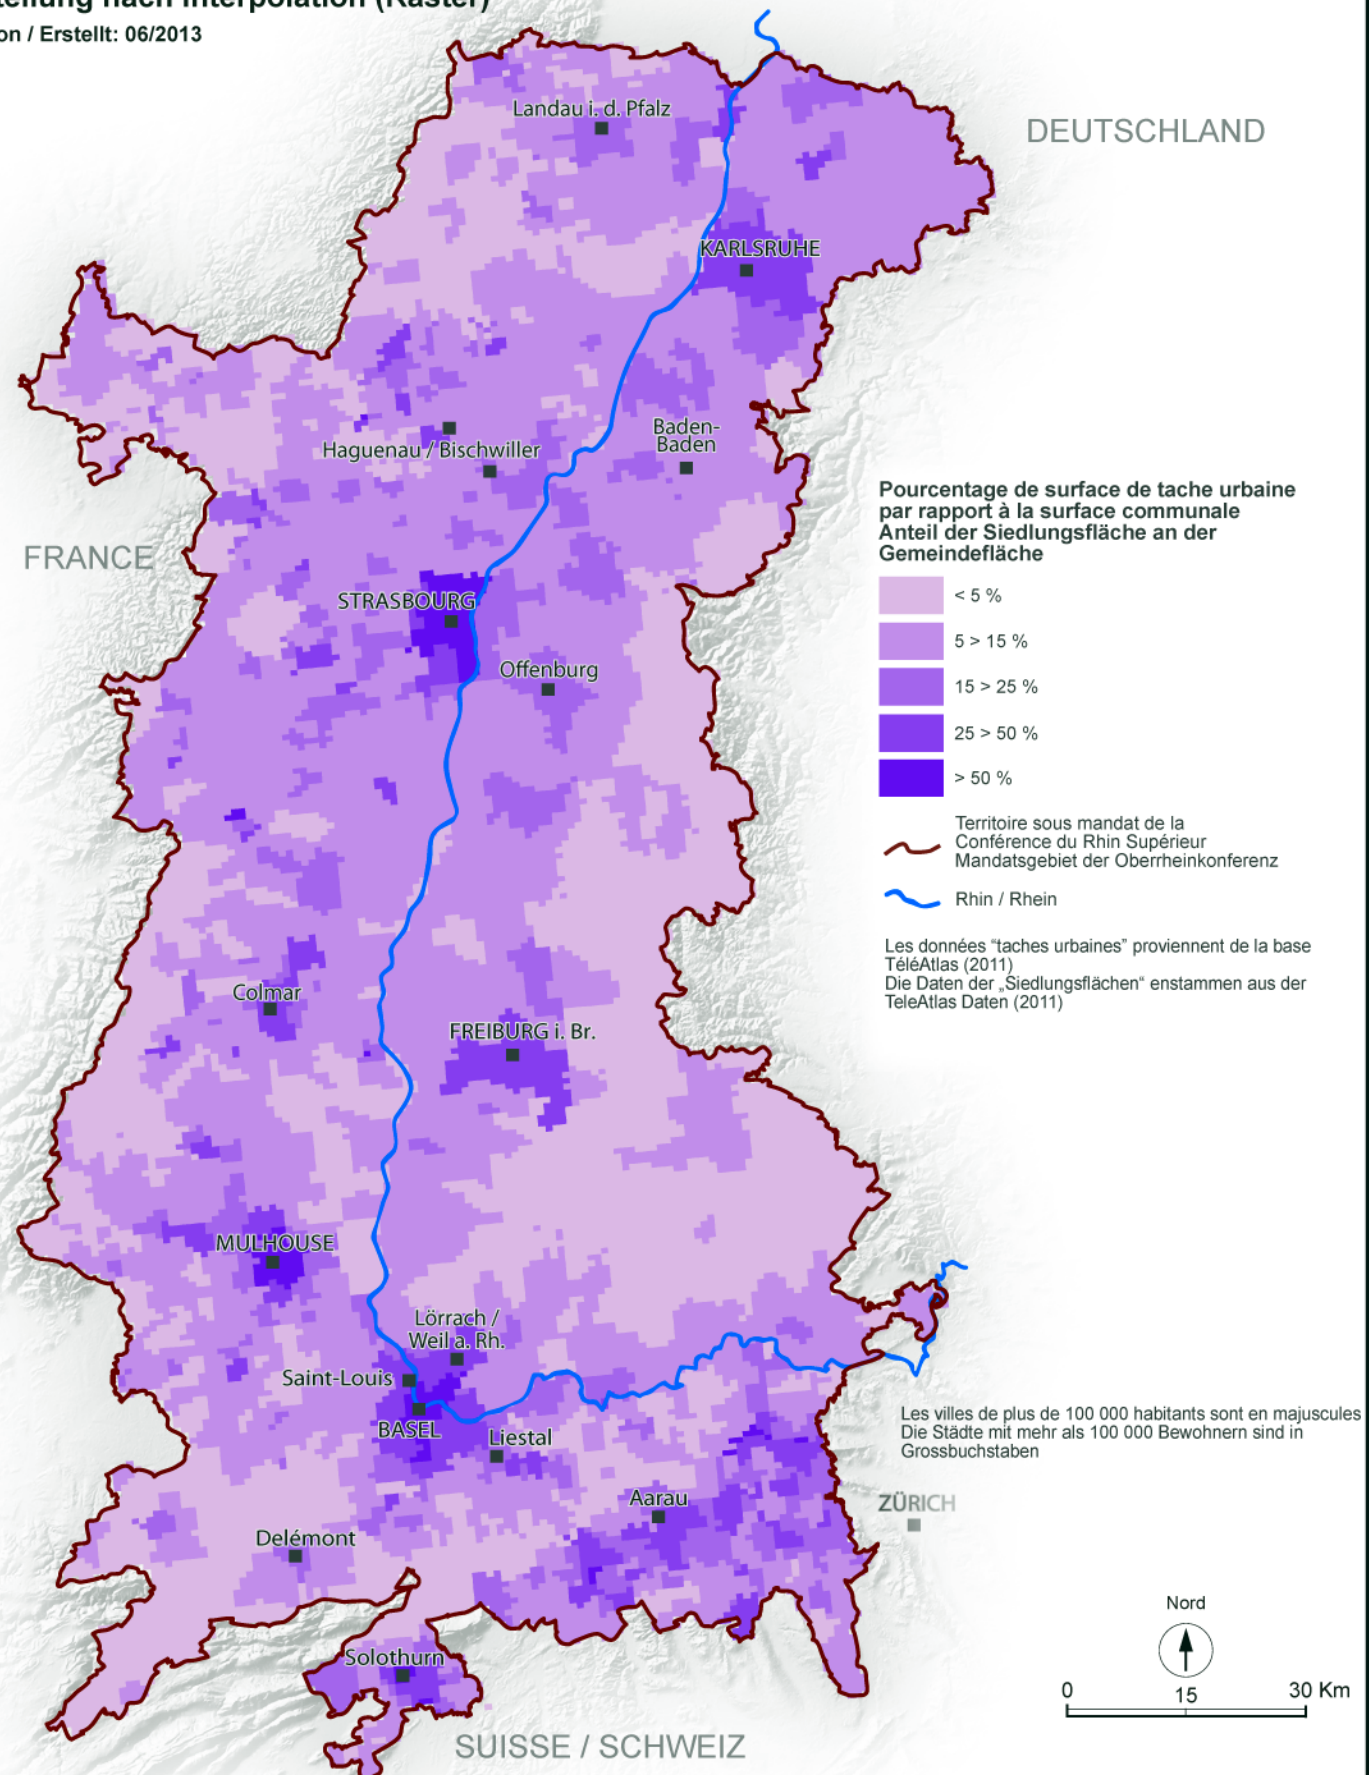 nach Interpolation (Raster)
/ Erstellt: 06/2013
Landau i. d. Pfalz
DEUTSCHLAND
KARLSRUHE
Haguenau / Bischwiller
Baden-
Baden
FRANCE
STRASBOURG
Offenburg
Pourcentage de surface de tache urbaine
par rapport à la surface communale
Anteil der Siedlungsfläche an der
Gemeindefläche
< 5 %
5 > 15 %
15 > 25 %
25 > 50 %
> 50 %
Territoire sous mandat de la
Conférence du Rhin Supérieur
Mandatsgebiet der Oberrheinkonferenz
Rhin / Rhein
Les données “taches urbaines” proviennent de la base
TéléAtlas (2011)
Die Daten der „Siedlungsflächen“ enstammen aus der
TeleAtlas Daten (2011)
Colmar
FREIBURG i. Br.
MULHOUSE
Lörrach /
Weil a. Rh.
Saint-Louis
BASEL
Liestal
Les villes de plus de 100 000 habitants sont en majuscules
Die Städte mit mehr als 100 000 Bewohnern sind in
Grossbuchstaben
Aarau
ZÜRICH
Delémont
Solothurn
SUISSE / SCHWEIZ
Nord
0
15
30 Km